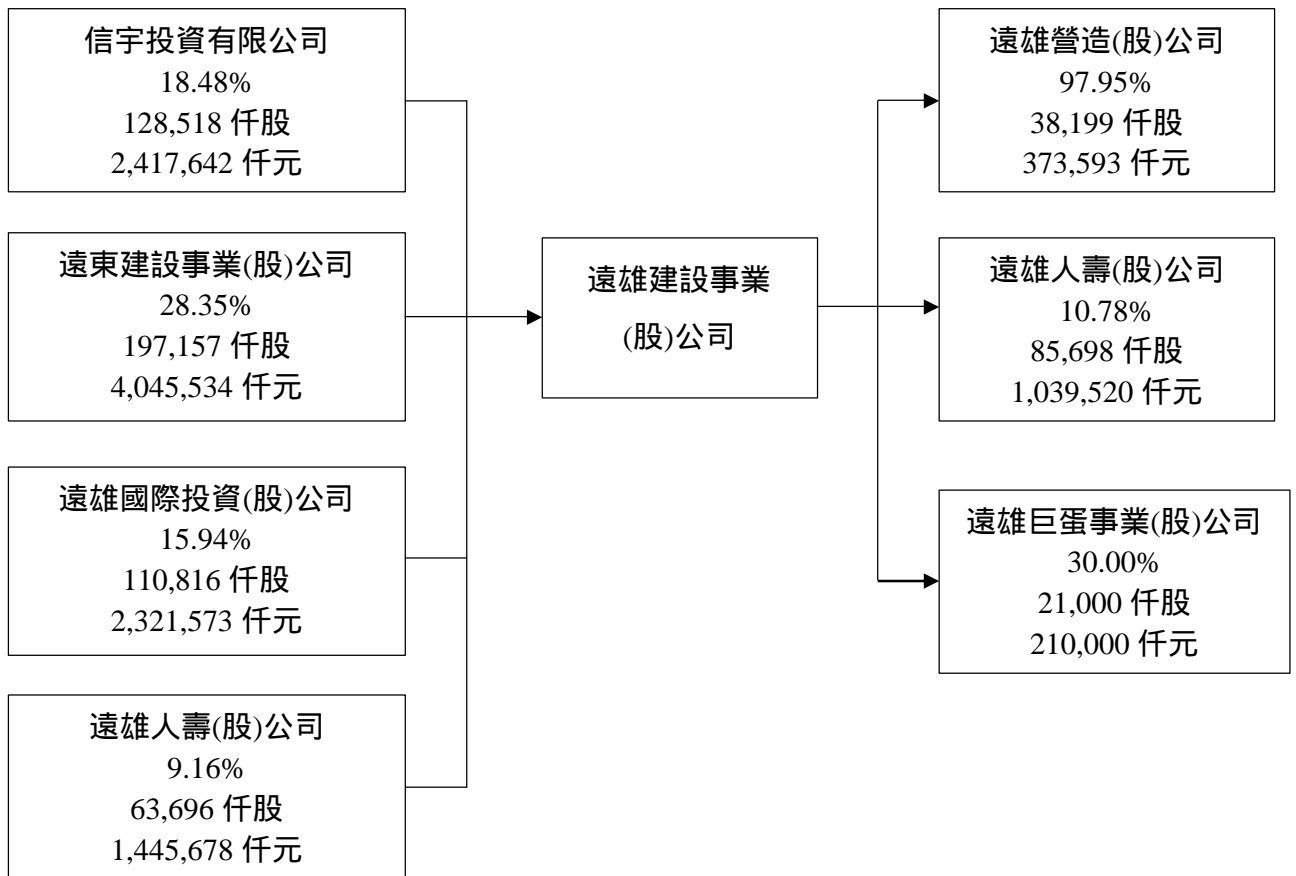 信宇投資有限公司
18.48%
128,518 仟股
2,417,642 仟元
遠東建設事業(股)公司
28.35%
197,157 仟股
4,045,534 仟元
遠雄國際投資(股)公司
15.94%
110,816 仟股
2,321,573 仟元
遠雄人壽(股)公司
9.16%
63,696 仟股
1,445,678 仟元
遠雄建設事業
(股)公司
遠雄營造(股)公司
97.95%
38,199 仟股
373,593 仟元
遠雄人壽(股)公司
10.78%
85,698 仟股
1,039,520 仟元
遠雄巨蛋事業(股)公司
30.00%
21,000 仟股
210,000 仟元